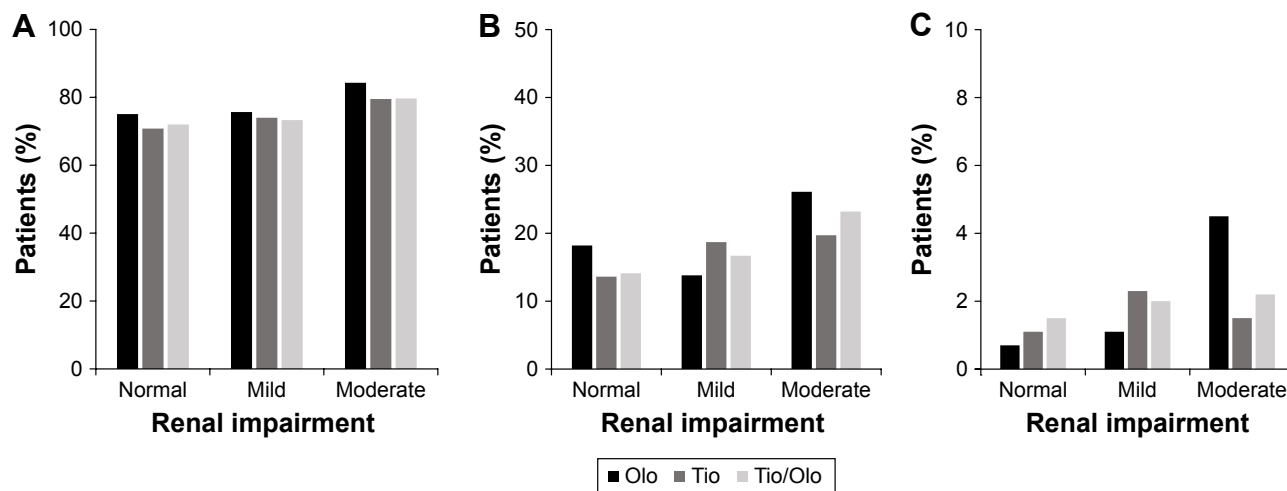 A
Patients (%)
100
80
60
40
20
0
Normal Mild Moderate
Renal impairment
B
Patients (%)
50
40
30
20
10
0
Normal Mild Moderate
Renal impairment
C
Patients (%)
10
8
6
4
2
0
Normal Mild Moderate
Renal impairment
Olo Tio Tio/Olo